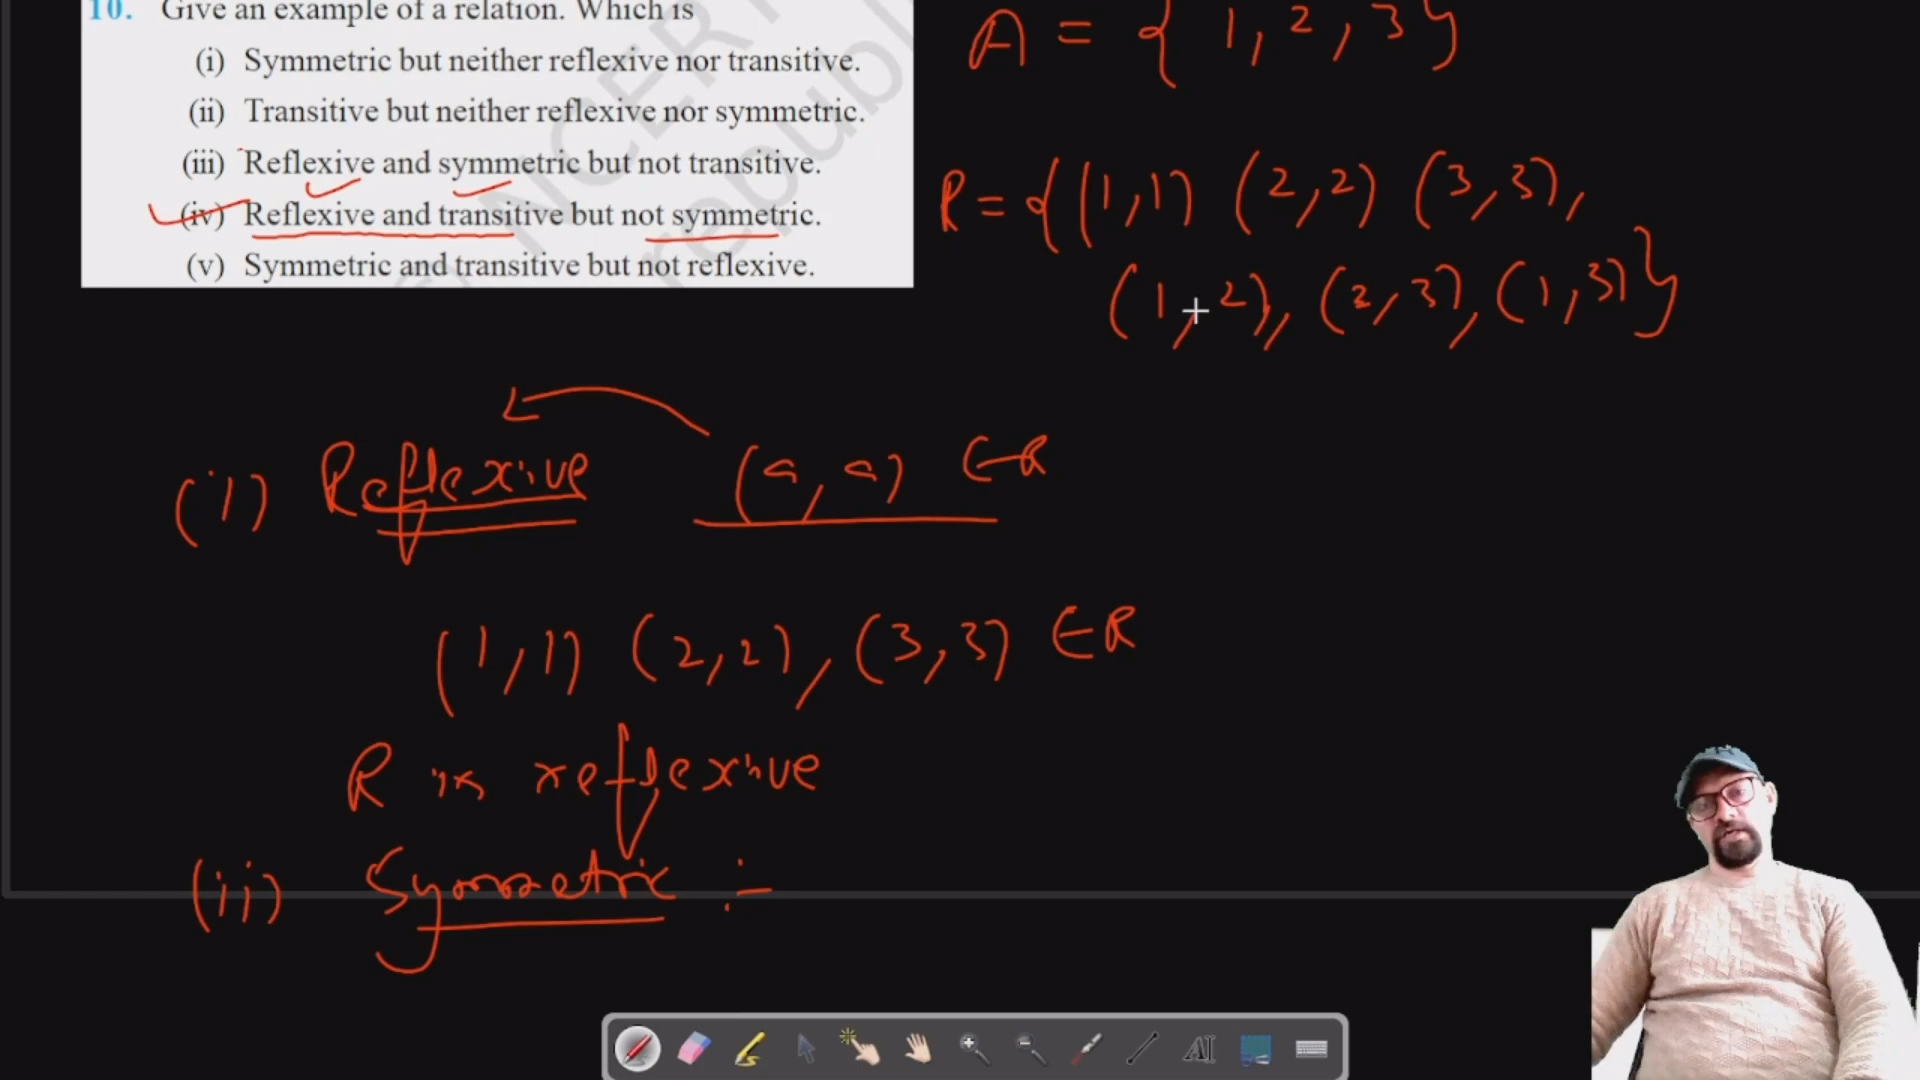 10. Give an example of a relation. Which is
(i) Symmetric but neither reflexive nor transitive.
(ii) Transitive but neither reflexive nor symmetric.
(iii) Reflexive and symmetric but not transitive.
(iv) Reflexive and transitive but not symmetric.
(v) Symmetric and transitive but not reflexive.
NCERT
republ
A = { 1, 2, 3}
R = {(1,1) (2,2) (3,3),
(1,2), (2,3), (1,3)}
(i) Reflexive (a, a) ∈ R
(1,1) (2,2), (3,3) ∈ R
R is reflexive
(ii) Symmetric :-
AI